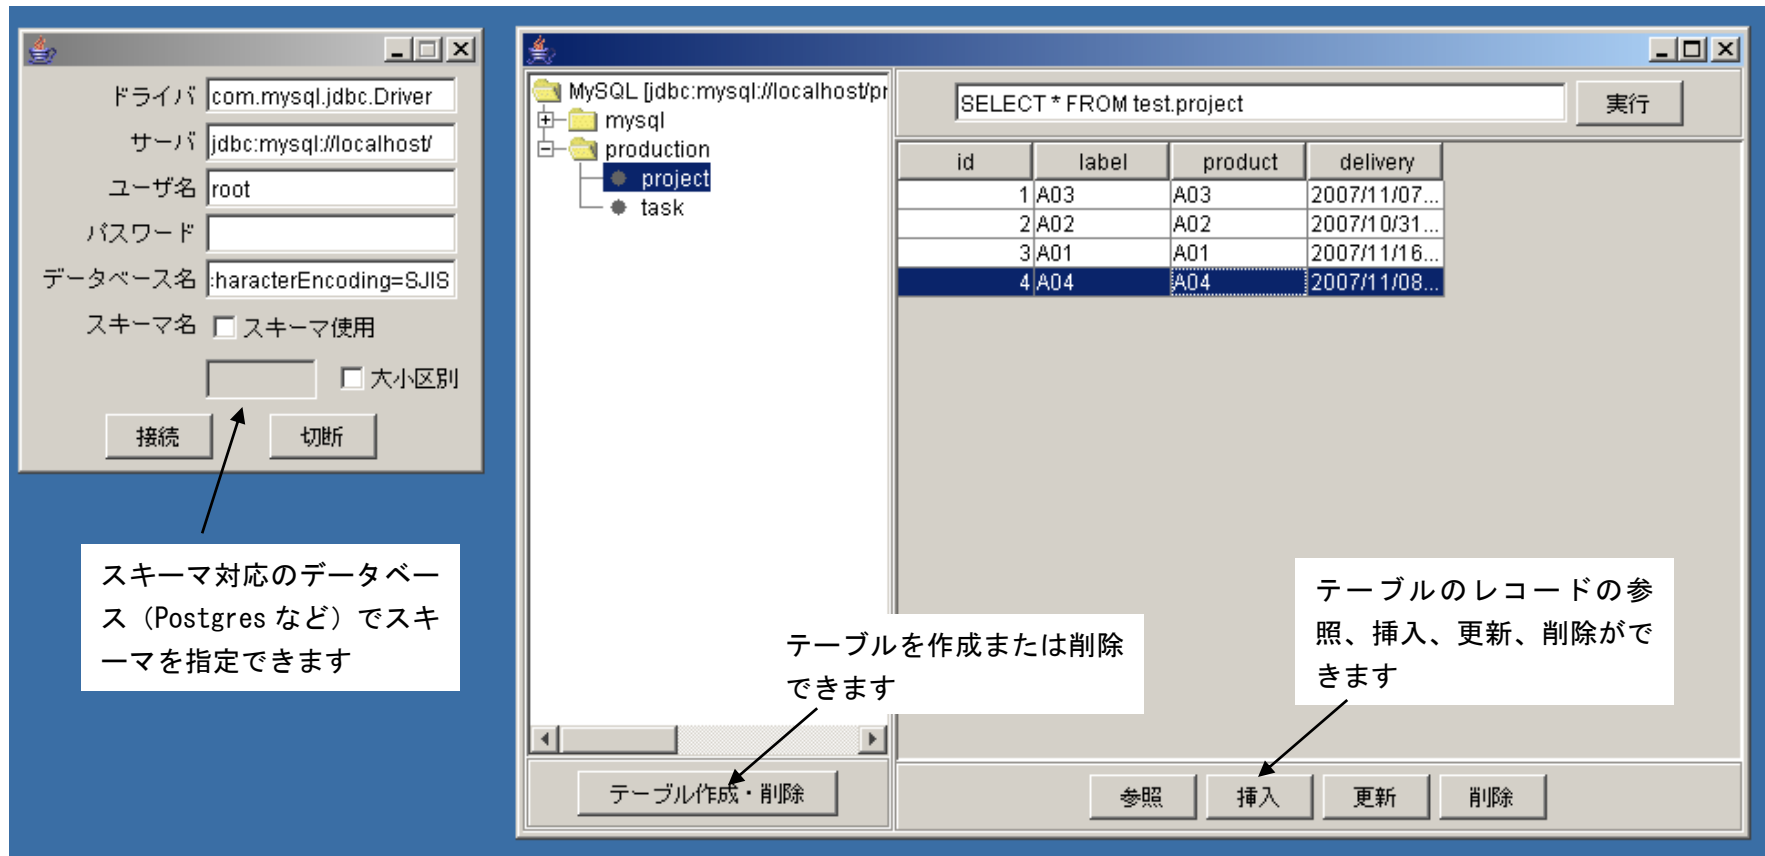 ドライバ com.mysql.jdbc.Driver
サーバ jdbc:mysql://localhost/
ユーザ名 root
パスワード
データベース名 :haracterEncoding=SJIS
スキーマ名 スキーマ使用
大小区別
接続 切断
スキーマ対応のデータベー
ス（Postgres など）でスキ
ーマを指定できます
MySQL [jdbc:mysql://localhost/pr
mysql
production
project
task
テーブルを作成または削除
できます
テーブル作成・削除
SELECT * FROM test.project 実行
id label product delivery
1 A03 A03 2007/11/07...
2 A02 A02 2007/10/31...
3 A01 A01 2007/11/16...
4 A04 A04 2007/11/08...
テーブルのレコードの参
照、挿入、更新、削除がで
きます
参照 挿入 更新 削除